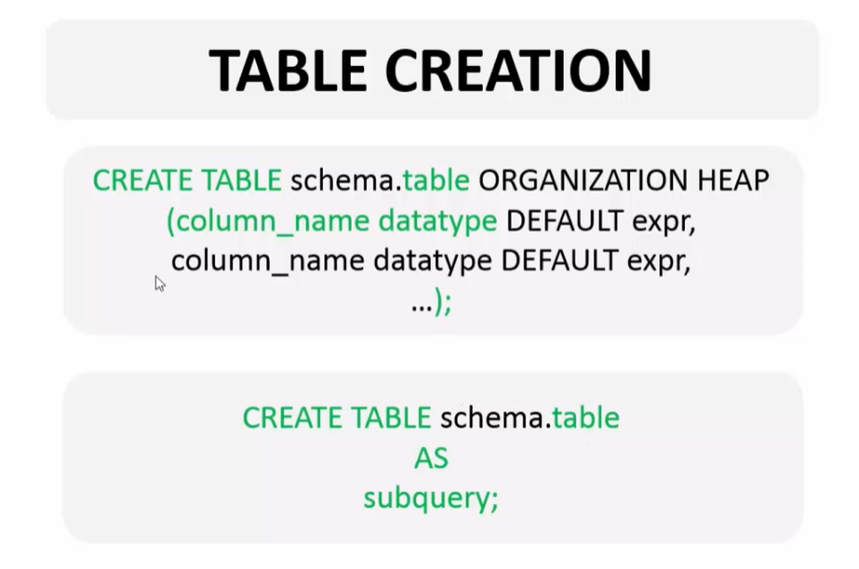 TABLE CREATION
CREATE TABLE schema.table ORGANIZATION HEAP
(column_name datatype DEFAULT expr,
column_name datatype DEFAULT expr,
...);
CREATE TABLE schema.table
AS
subquery;